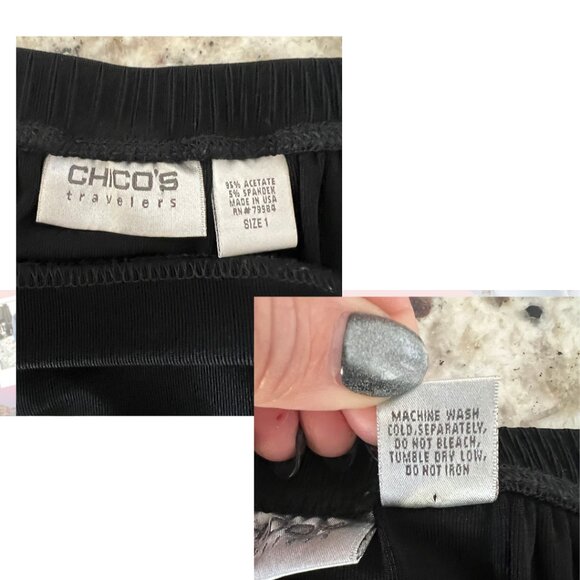 CHICO'S
travelers
95% ACETATE
5% SPANDEX
MADE IN USA
RN# 79984
SIZE 1
MACHINE WASH
COLD, SEPARATELY,
DO NOT BLEACH,
TUMBLE DRY LOW,
DO NOT IRON